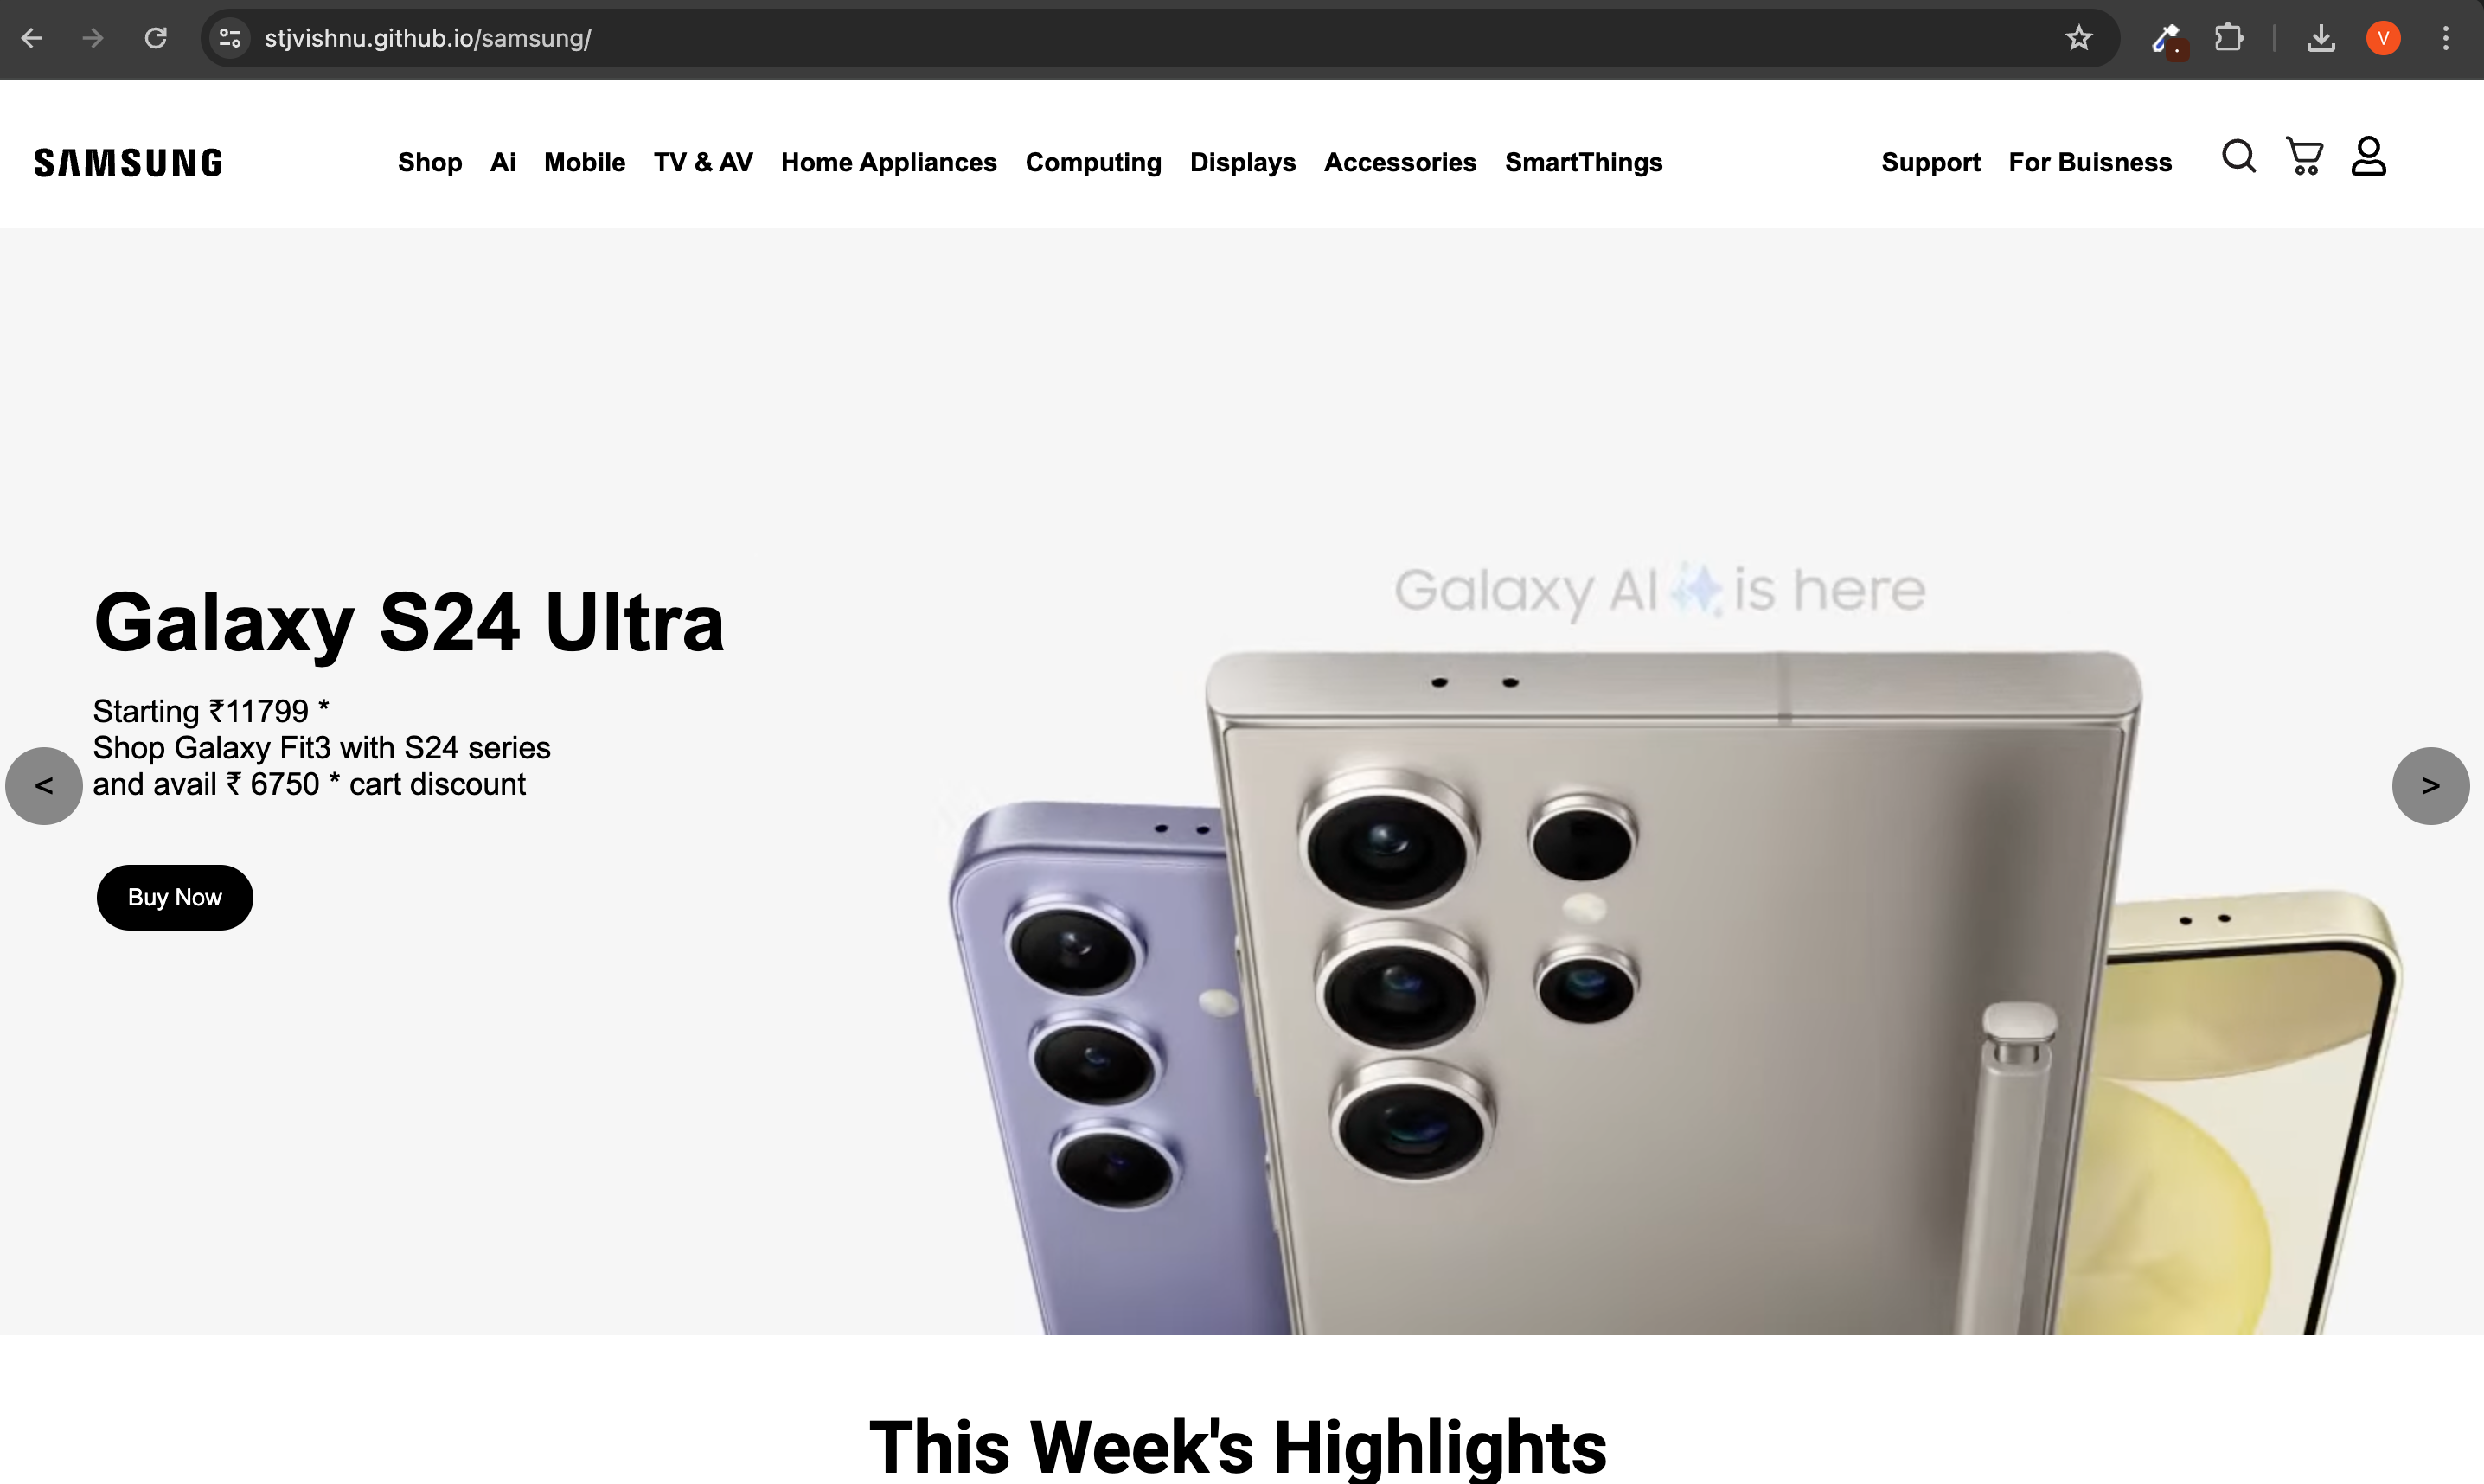 stjvishnu.github.io/samsung/
V
SAMSUNG
Shop Ai Mobile TV & AV Home Appliances Computing Displays Accessories SmartThings Support For Buisness
Galaxy AI is here
Galaxy S24 Ultra
Starting ₹11799 *
Shop Galaxy Fit3 with S24 series
and avail ₹ 6750 * cart discount
< >
Buy Now
This Week's Highlights